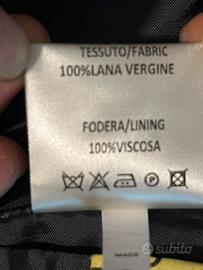 TESSUTO/FABRIC
100%LANA VERGINE
FODERA/LINING
100%VISCOSA
P
MADE
subito